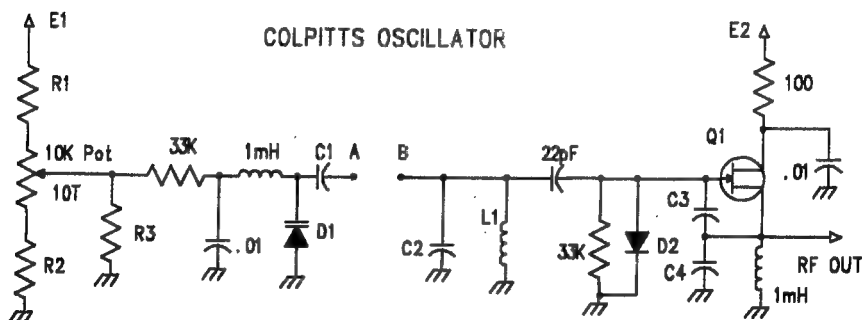 E1
COLPITTS OSCILLATOR
E2
R1
100
10K Pot
33K
1mH
C1
A
B
22pF
Q1
.01
10T
R3
.01
D1
C2
L1
33K
D2
C3
C4
R2
RF OUT
1mH